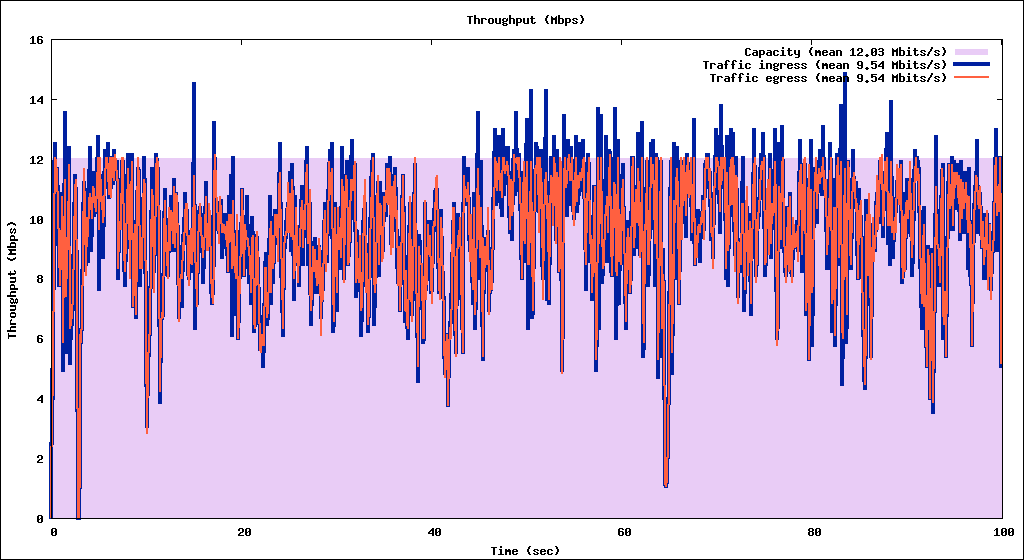 Throughput (Mbps)
Capacity (mean 12.03 Mbits/s)
Traffic ingress (mean 9.54 Mbits/s)
Traffic egress (mean 9.54 Mbits/s)
16
14
12
10
8
6
4
2
0
Throughput (Mbps)
0 20 40 60 80 100
Time (sec)